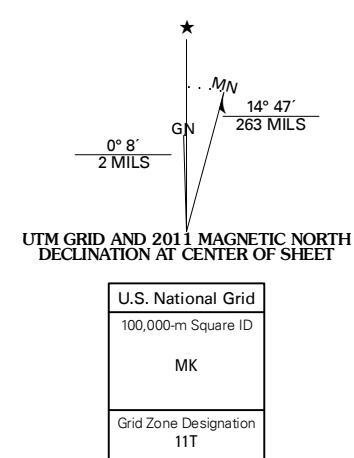 ★
MN
14° 47´
263 MILS
GN
0° 8´
2 MILS
UTM GRID AND 2011 MAGNETIC NORTH
DECLINATION AT CENTER OF SHEET
U.S. National Grid
100,000-m Square ID
MK
Grid Zone Designation
11T